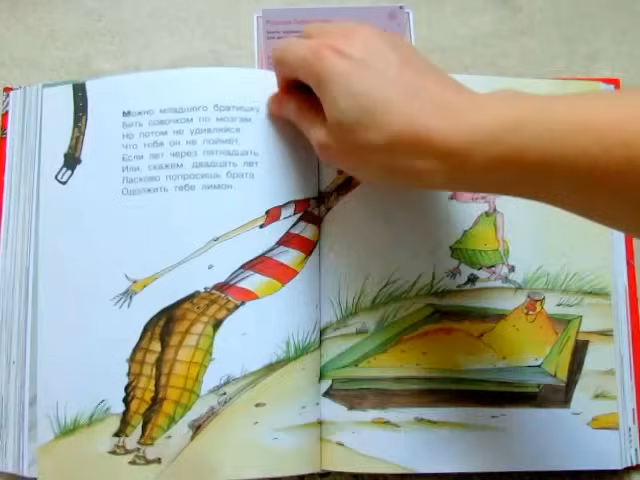 Можно младшего братишку
Бить совочком по мозгам.
Но потом не удивляйся,
Что тебя он не поймет,
Если лет через пятнадцать,
Или, скажем, двадцать лет
Ласково попросишь брата
Одолжить тебе лимон.